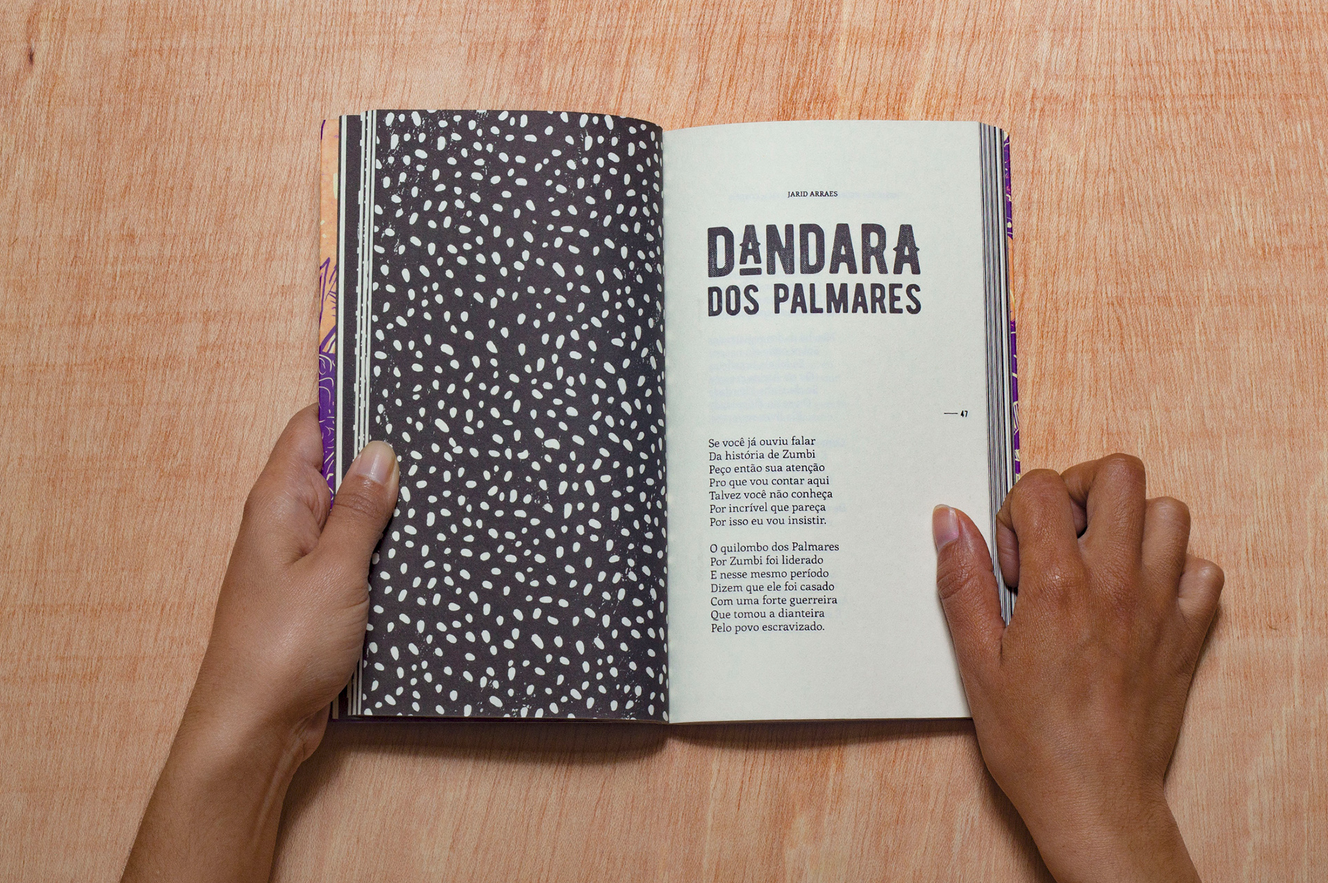 JARID ARRAES
DANDARA
DOS PALMARES
47
Se você já ouviu falar
Da história de Zumbi
Peço então sua atenção
Pro que vou contar aqui
Talvez você não conheça
Por incrível que pareça
Por isso eu vou insistir.
O quilombo dos Palmares
Por Zumbi foi liderado
E nesse mesmo período
Dizem que ele foi casado
Com uma forte guerreira
Que tomou a dianteira
Pelo povo escravizado.